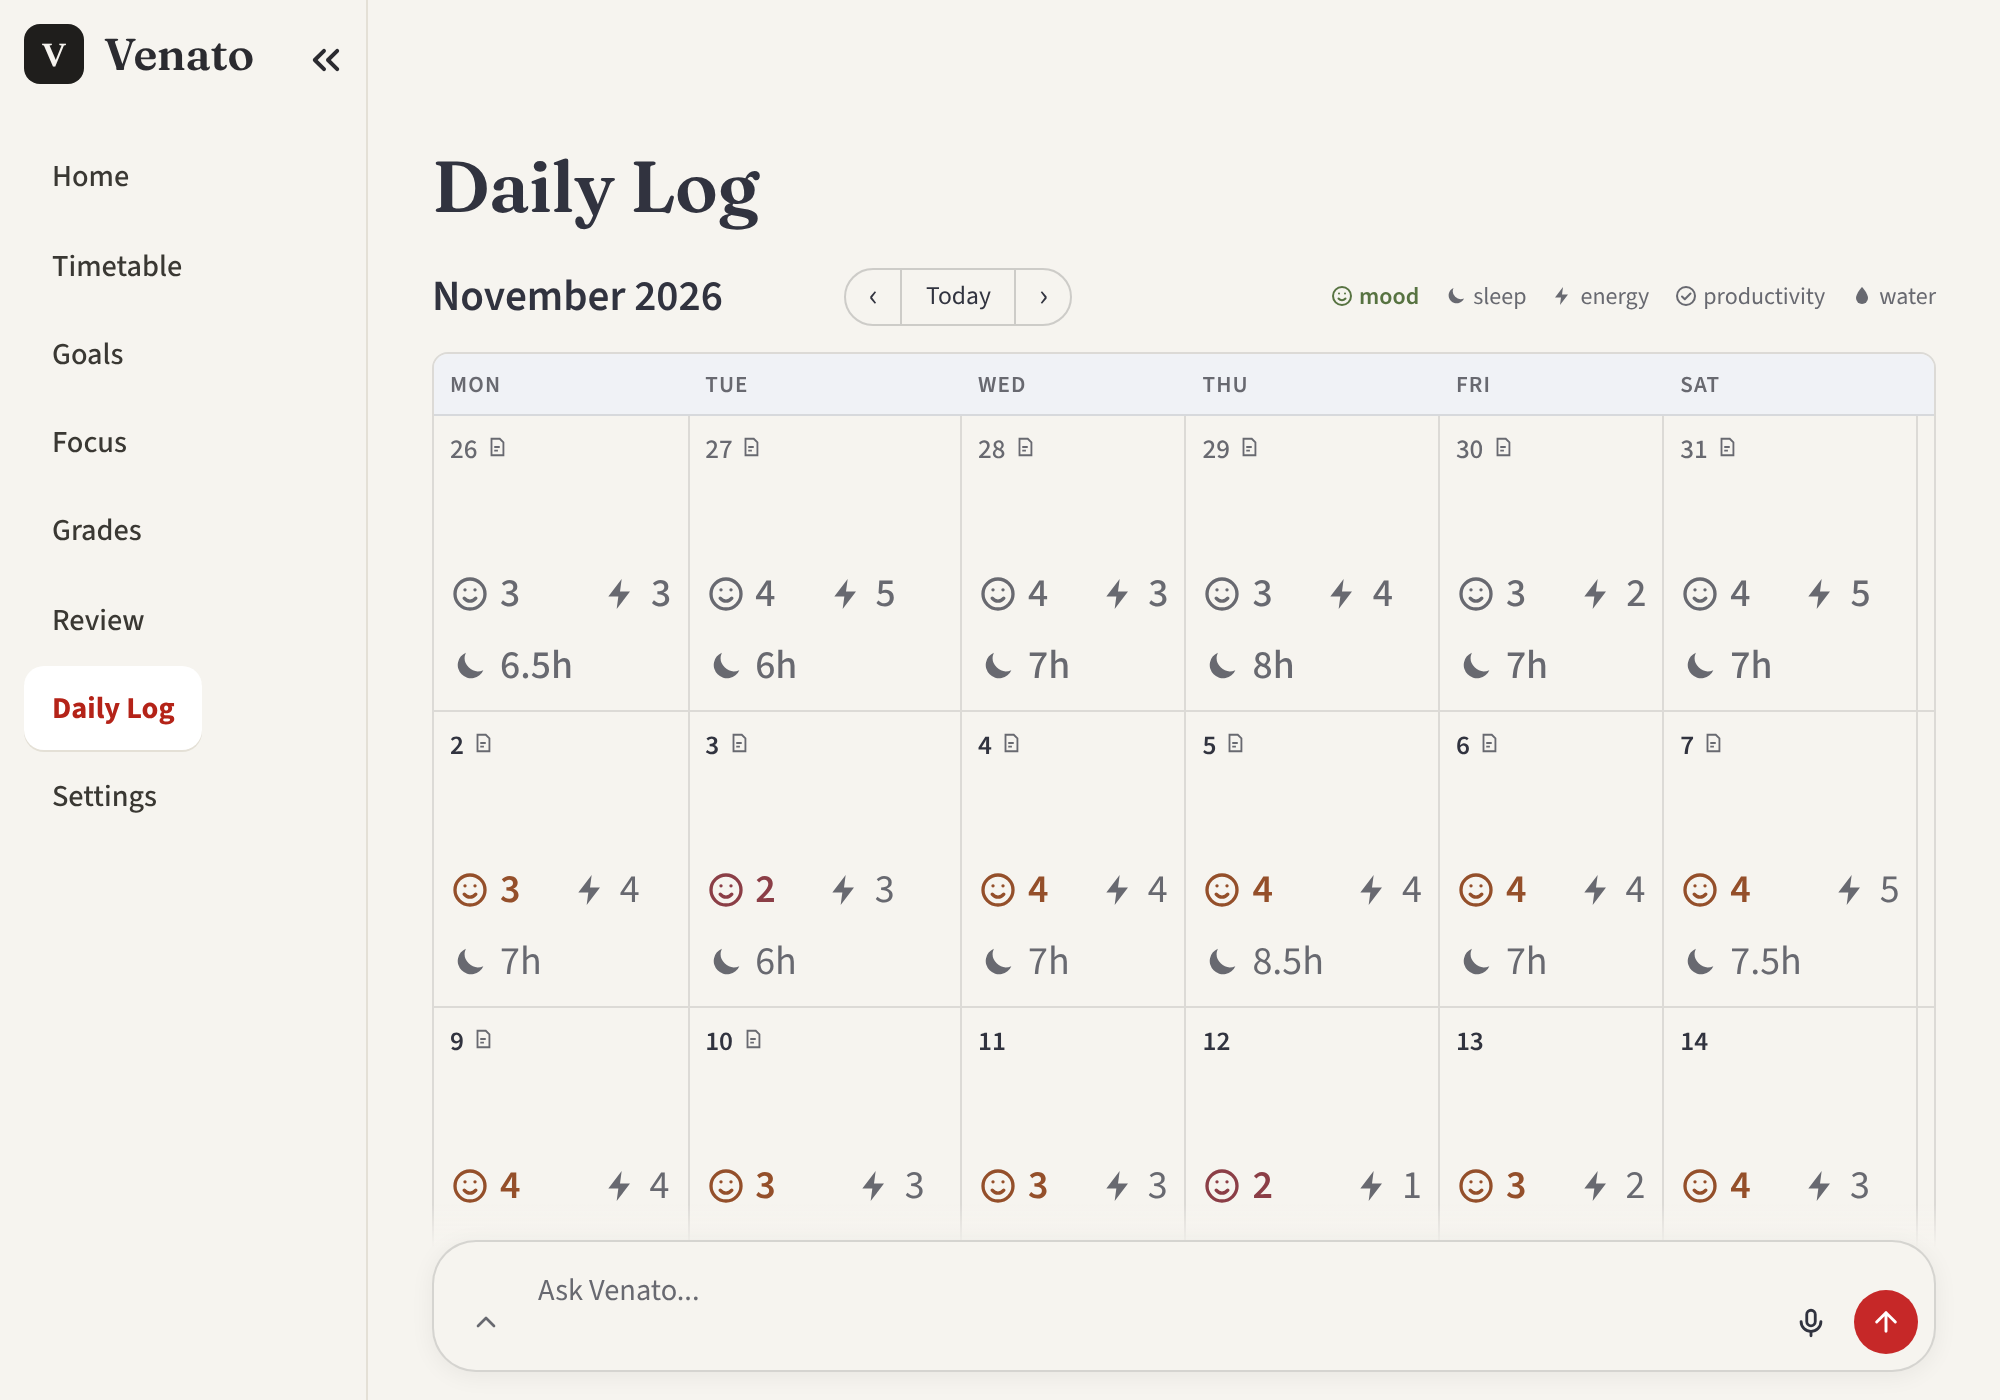 V Venato
Home
Timetable
Goals
Focus
Grades
Review
Daily Log
Settings
Daily Log
November 2026
‹ Today ›
mood sleep energy productivity water
MON TUE WED THU FRI SAT
26 27 28 29 30 31
3 3 4 5 4 3 3 4 3 2 4 5
6.5h 6h 7h 8h 7h 7h
2 3 4 5 6 7
3 4 2 3 4 4 4 4 4 4 4 5
7h 6h 7h 8.5h 7h 7.5h
9 10 11 12 13 14
4 4 3 3 3 3 2 1 3 2 4 3
Ask Venato...